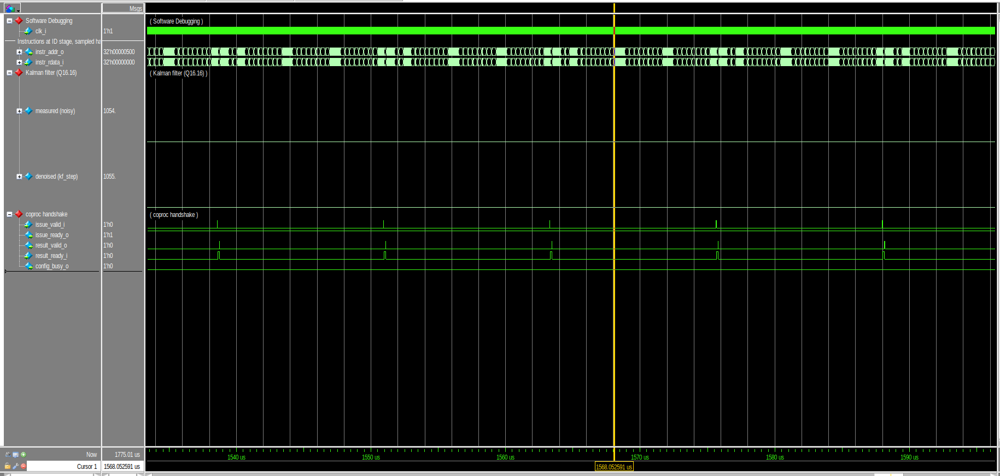 Msgs
Software Debugging
( Software Debugging )
clk_i 1'h1
Instructions at ID stage, sampled ha
instr_addr_o 32'h00000500
instr_rdata_i 32'h00000000
Kalman filter (Q16.16)
( Kalman filter (Q16.16) )
measured (noisy) 1054.
denoised (kf_step) 1055.
coproc handshake
( coproc handshake )
issue_valid_i 1'h0
issue_ready_o 1'h1
result_valid_o 1'h0
result_ready_i 1'h0
config_busy_o 1'h0
Now 1775.01 us
1540 us 1550 us 1560 us 1570 us 1580 us 1590 us
Cursor 1 1568.052591 us
1568.052591 us